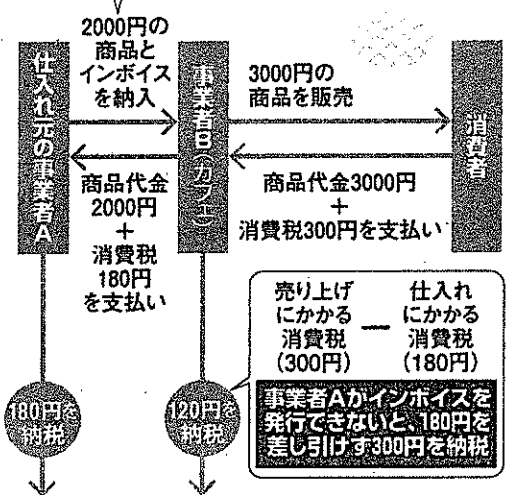 2000円の
商品と
インボイス
を納入
仕入れ元の事業者A
事業者B(カフェ)
3000円の
商品を販売
消費者
商品代金
2000円
+
消費税
180円
を支払い
商品代金3000円
+
消費税300円を支払い
売り上げ
にかかる
消費税
(300円)
ー
仕入れ
にかかる
消費税
(180円)
事業者Aがインボイスを
発行できないと、180円を
差し引けず300円を納税
180円を
納税
120円を
納税